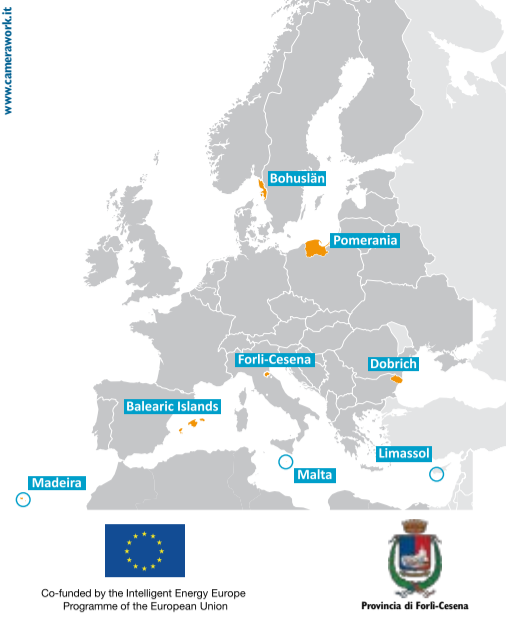 www.camerawork.it
Bohuslän
Pomerania
Forli-Cesena
Dobrich
Balearic Islands
Limassol
Malta
Madeira
Co-funded by the Intelligent Energy Europe
Programme of the European Union
Provincia di Forlì-Cesena